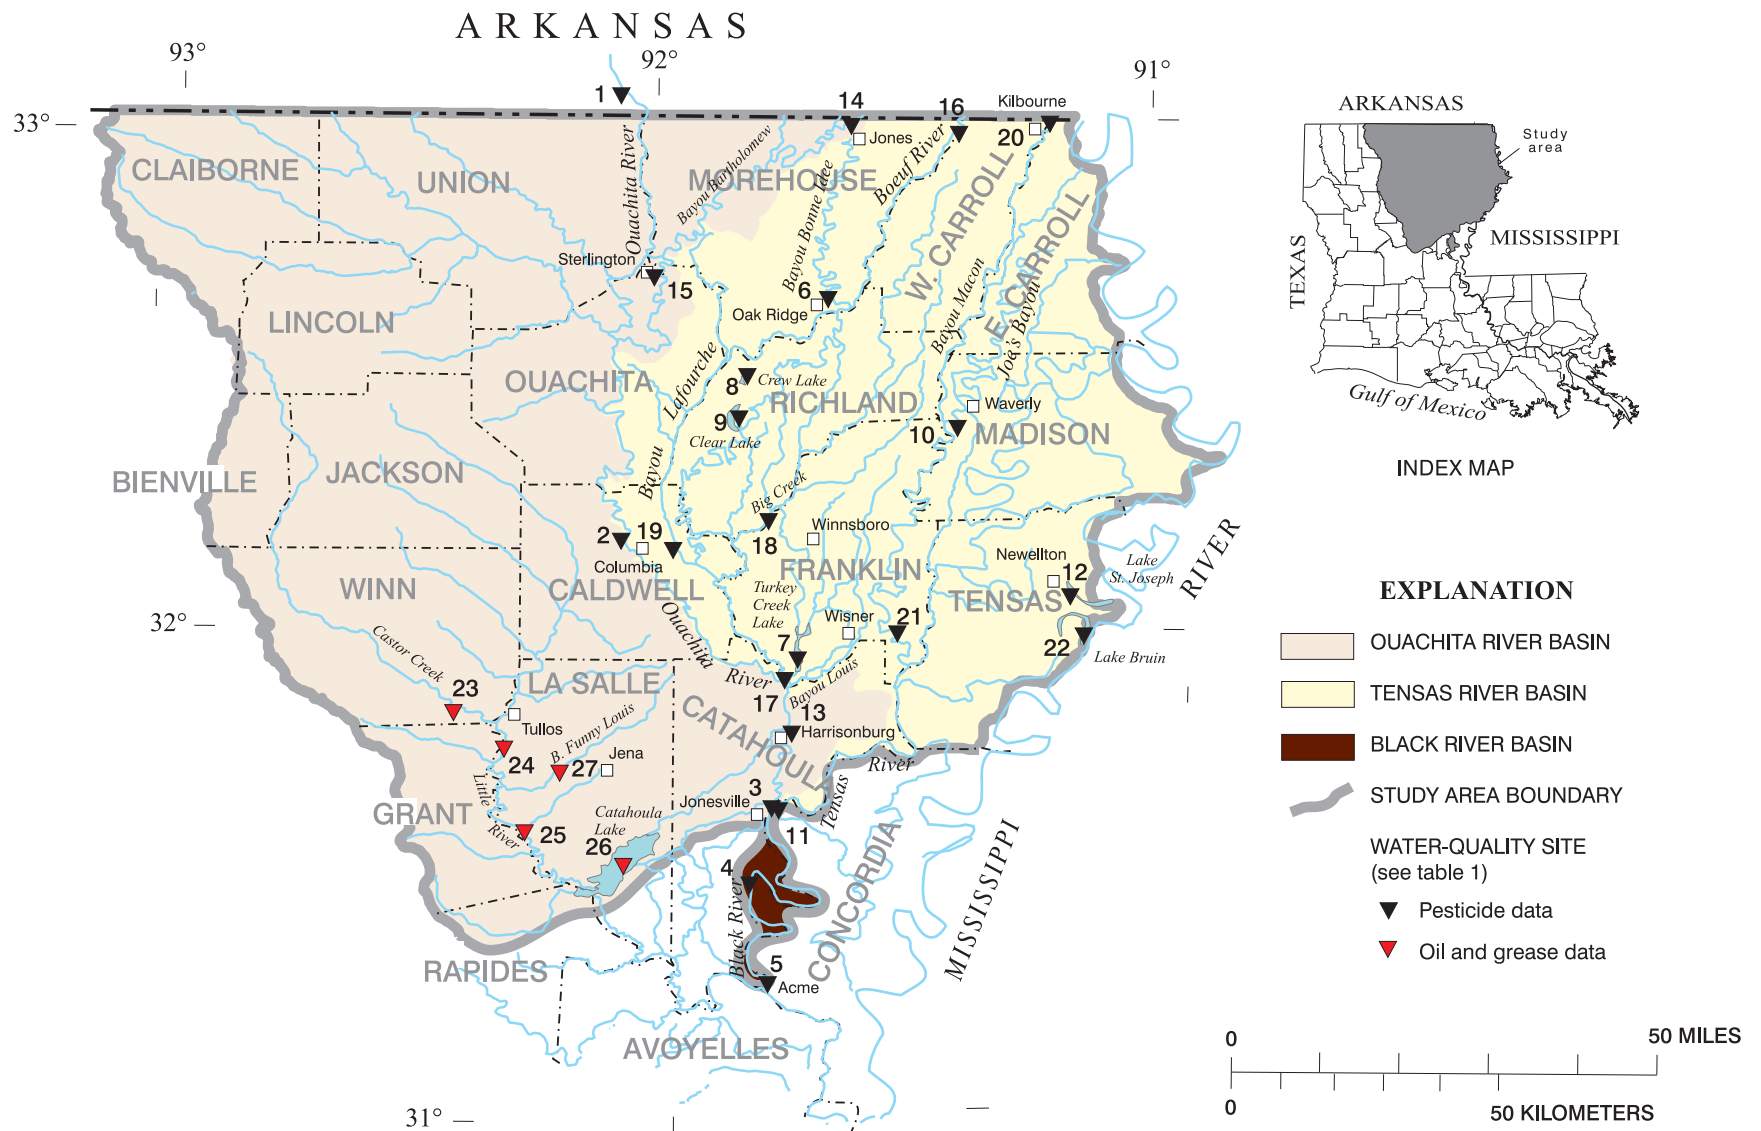 ARKANSAS
93°
92°
91°
33°
32°
31°
1
14
16
Kilbourne
20
Jones
CLAIBORNE
UNION
MOREHOUSE
W. CARROLL
E. CARROLL
Ouachita River
Bayou Bartholomew
Bayou Bonne Idee
Boeuf River
Bayou Macon
Joe's Bayou
Sterlington
15
6
Oak Ridge
LINCOLN
OUACHITA
Bayou Lafourche
8
Crew Lake
9
Clear Lake
RICHLAND
Waverly
10
MADISON
BIENVILLE
JACKSON
Big Creek
18
Winnsboro
FRANKLIN
2
19
Columbia
CALDWELL
WINN
Newellton
12
TENSAS
Lake
St. Joseph
22
Lake Bruin
Turkey
Creek
Lake
Wisner
21
7
Ouachita River
17
Bayou Louis
13
Harrisonburg
Castor Creek
23
LA SALLE
CATAHOULA
Tullos
24
B. Funny Louis
27
Jena
Little River
GRANT
25
Catahoula
Lake
26
3
Jonesville
11
Tensas River
4
Black River
CONCORDIA
5
Acme
RAPIDES
AVOYELLES
MISSISSIPPI RIVER
ARKANSAS
Study
area
TEXAS
MISSISSIPPI
Gulf of Mexico
INDEX MAP
EXPLANATION
OUACHITA RIVER BASIN
TENSAS RIVER BASIN
BLACK RIVER BASIN
STUDY AREA BOUNDARY
WATER-QUALITY SITE
(see table 1)
Pesticide data
Oil and grease data
0
50 MILES
0
50 KILOMETERS